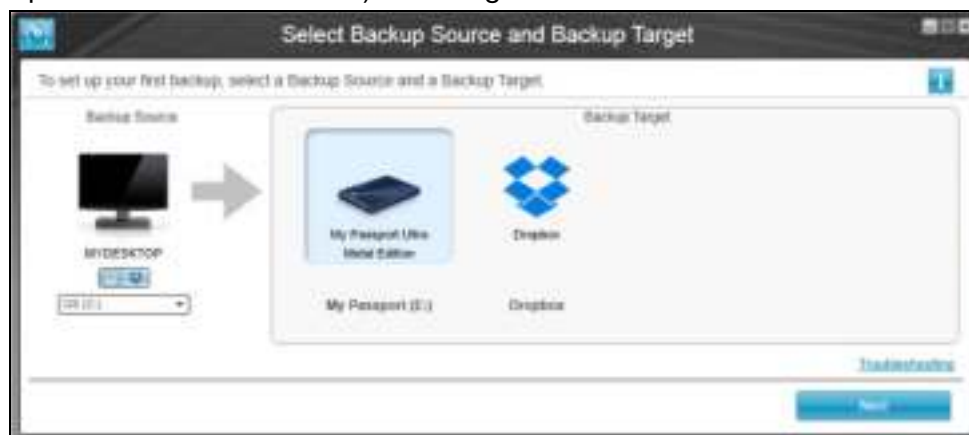 Select Backup Source and Backup Target
To set up your first backup, select a Backup Source and a Backup Target.
Backup Source
Backup Target
My Passport Ultra
Metal Edition
Dropbox
MYDESKTOP
My Passport (E:)
Dropbox
Troubleshooting
Next